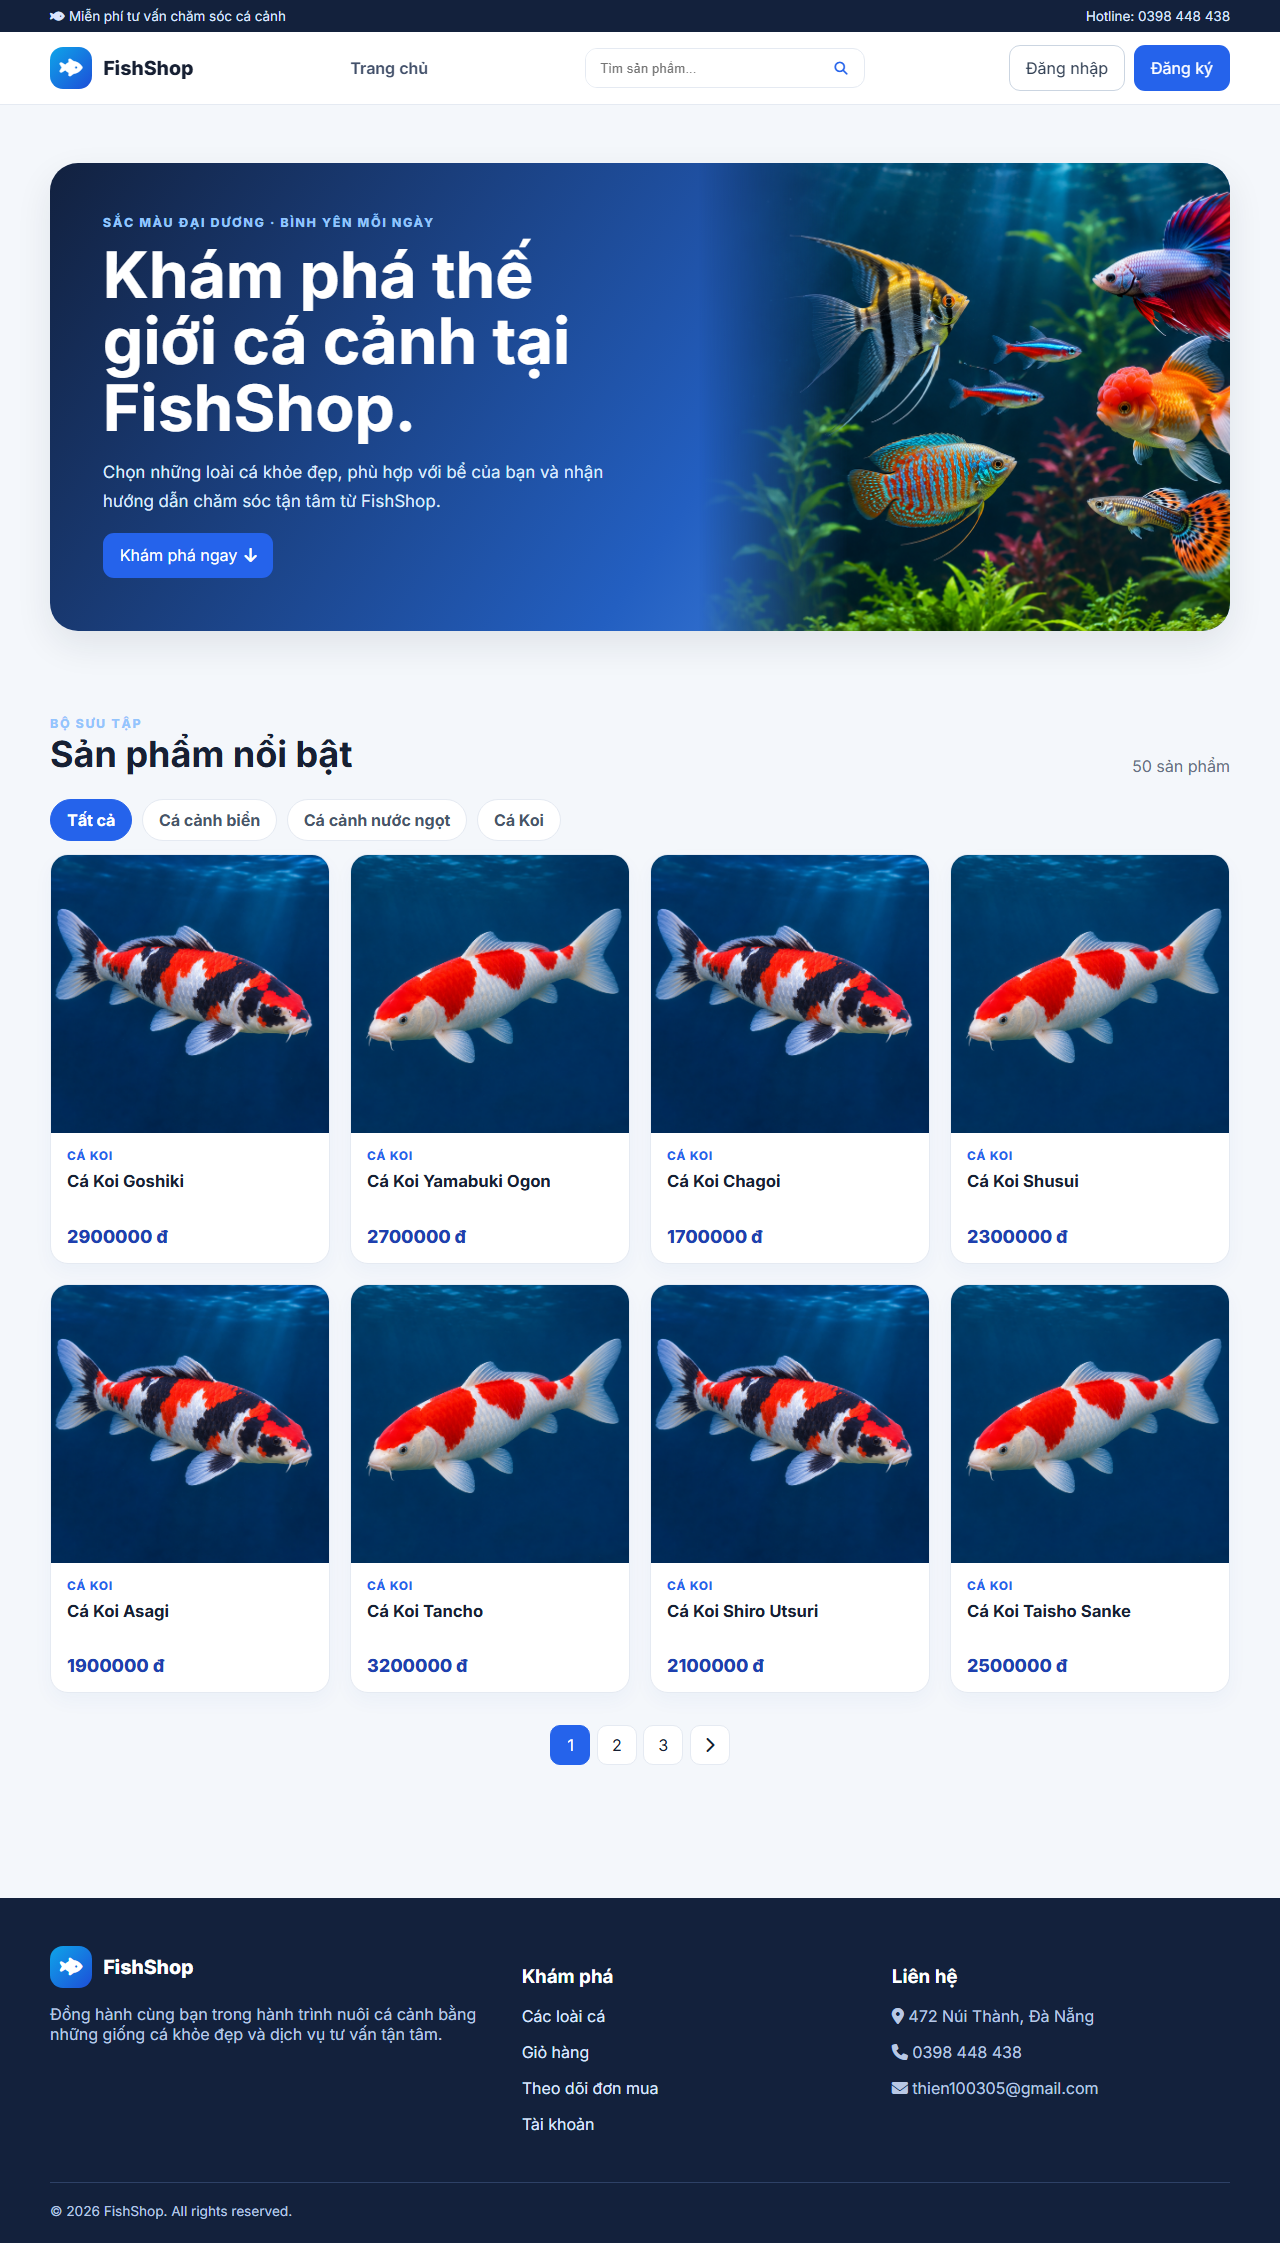 Miễn phí tư vấn chăm sóc cá cảnh
Hotline: 0398 448 438
FishShop
Trang chủ
Tìm sản phẩm...
Đăng nhập
Đăng ký
SẮC MÀU ĐẠI DƯƠNG · BÌNH YÊN MỖI NGÀY
Khám phá thế
giới cá cảnh tại
FishShop.
Chọn những loài cá khỏe đẹp, phù hợp với bể của bạn và nhận
hướng dẫn chăm sóc tận tâm từ FishShop.
Khám phá ngay
BỘ SƯU TẬP
Sản phẩm nổi bật
50 sản phẩm
Tất cả
Cá cảnh biển
Cá cảnh nước ngọt
Cá Koi
CÁ KOI
Cá Koi Goshiki
2900000 đ
CÁ KOI
Cá Koi Yamabuki Ogon
2700000 đ
CÁ KOI
Cá Koi Chagoi
1700000 đ
CÁ KOI
Cá Koi Shusui
2300000 đ
CÁ KOI
Cá Koi Asagi
1900000 đ
CÁ KOI
Cá Koi Tancho
3200000 đ
CÁ KOI
Cá Koi Shiro Utsuri
2100000 đ
CÁ KOI
Cá Koi Taisho Sanke
2500000 đ
1
2
3
FishShop
Đồng hành cùng bạn trong hành trình nuôi cá cảnh bằng
những giống cá khỏe đẹp và dịch vụ tư vấn tận tâm.
Khám phá
Các loài cá
Giỏ hàng
Theo dõi đơn mua
Tài khoản
Liên hệ
472 Núi Thành, Đà Nẵng
0398 448 438
thien100305@gmail.com
© 2026 FishShop. All rights reserved.